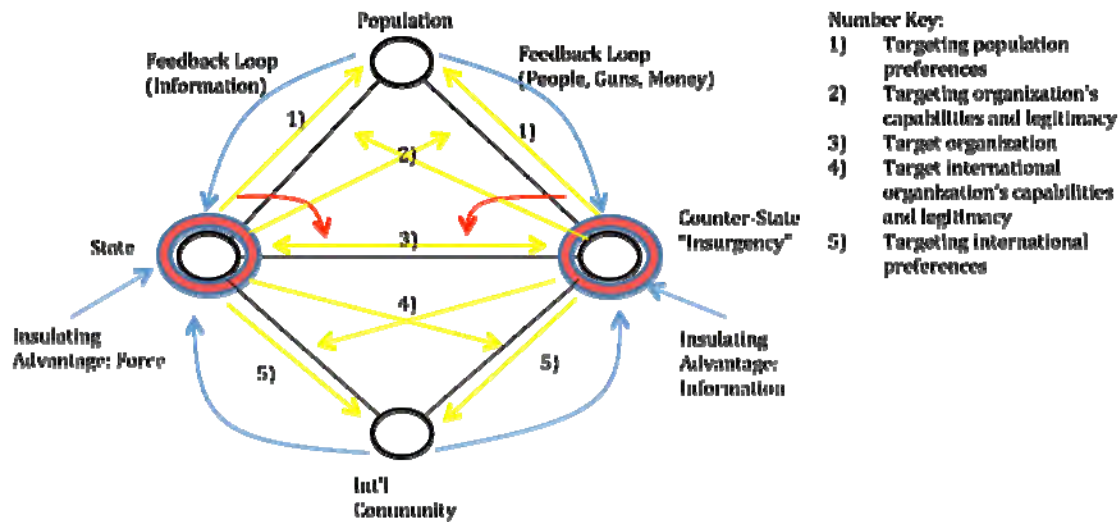 Population
Feedback Loop
(Information)
Feedback Loop
(People, Guns, Money)
1)
1)
2)
State
3)
Counter-State
"Insurgency"
4)
Insulating
Advantage: Force
5)
5)
Insulating
Advantage:
Information
Int'l
Community
Number Key:
1) Targeting population
preferences
2) Targeting organization's
capabilities and legitimacy
3) Target organization
4) Target international
organization's capabilities
and legitimacy
5) Targeting international
preferences